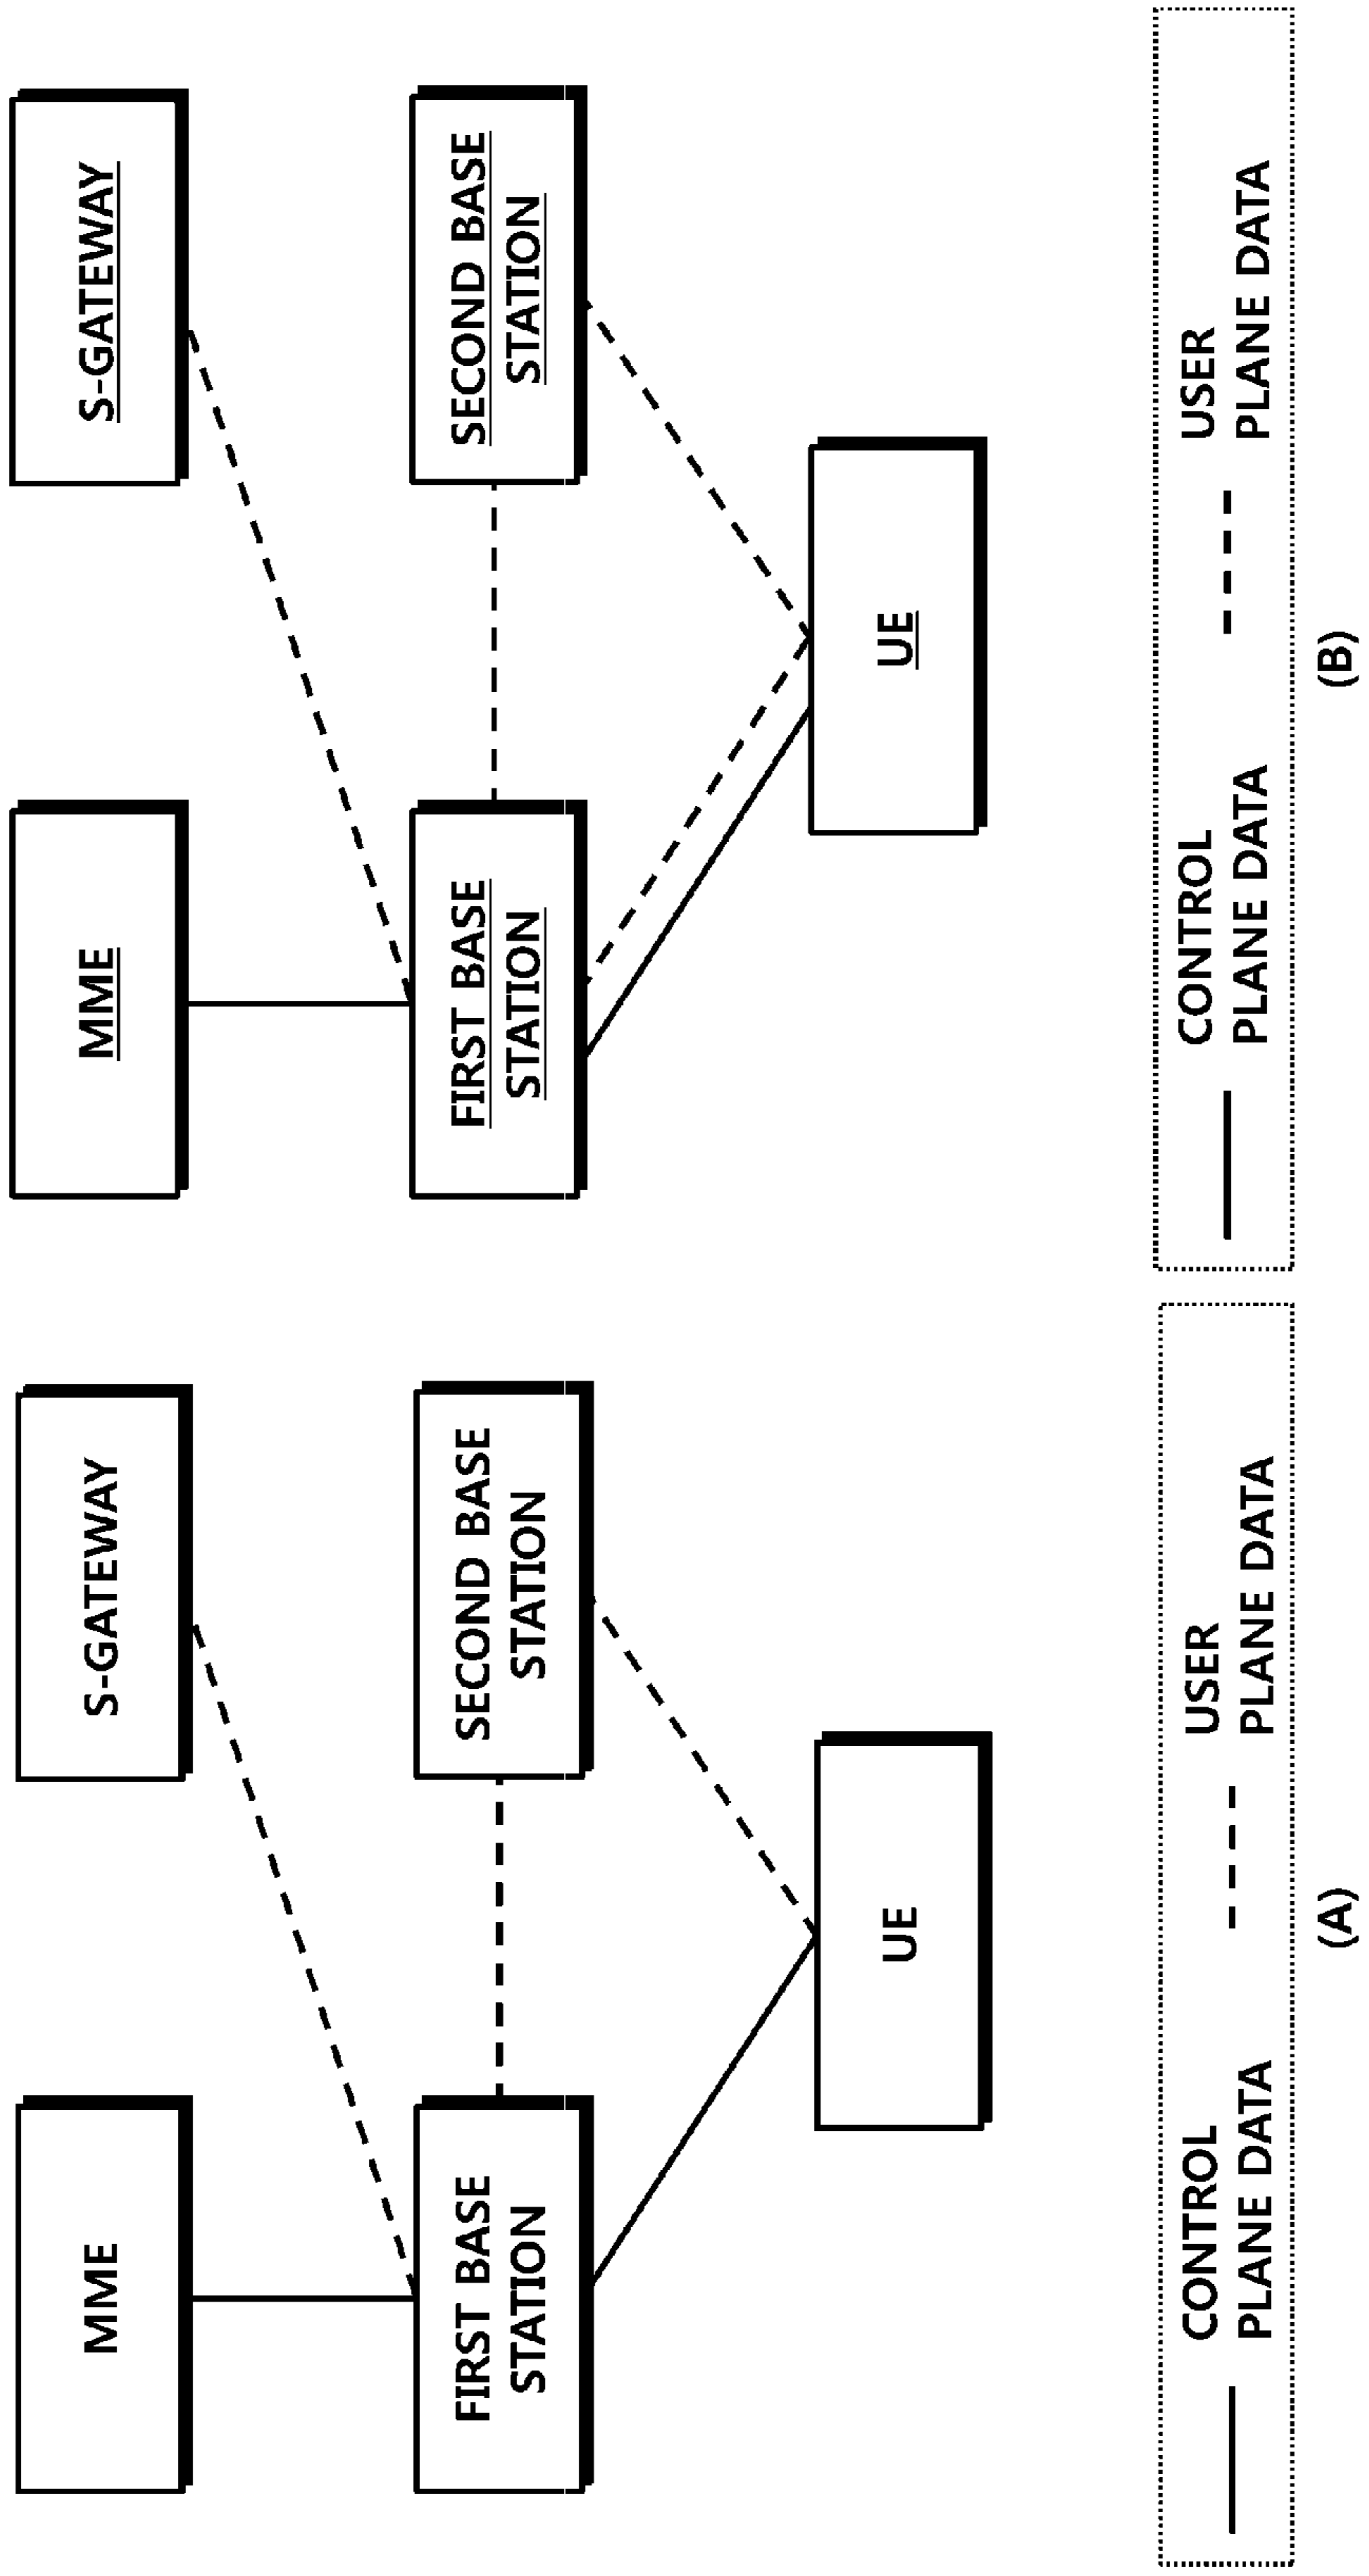 MME
S-GATEWAY
FIRST BASE
STATION
SECOND BASE
STATION
UE
CONTROL
PLANE DATA
USER
PLANE DATA
(A)
MME
S-GATEWAY
FIRST BASE
STATION
SECOND BASE
STATION
UE
CONTROL
PLANE DATA
USER
PLANE DATA
(B)